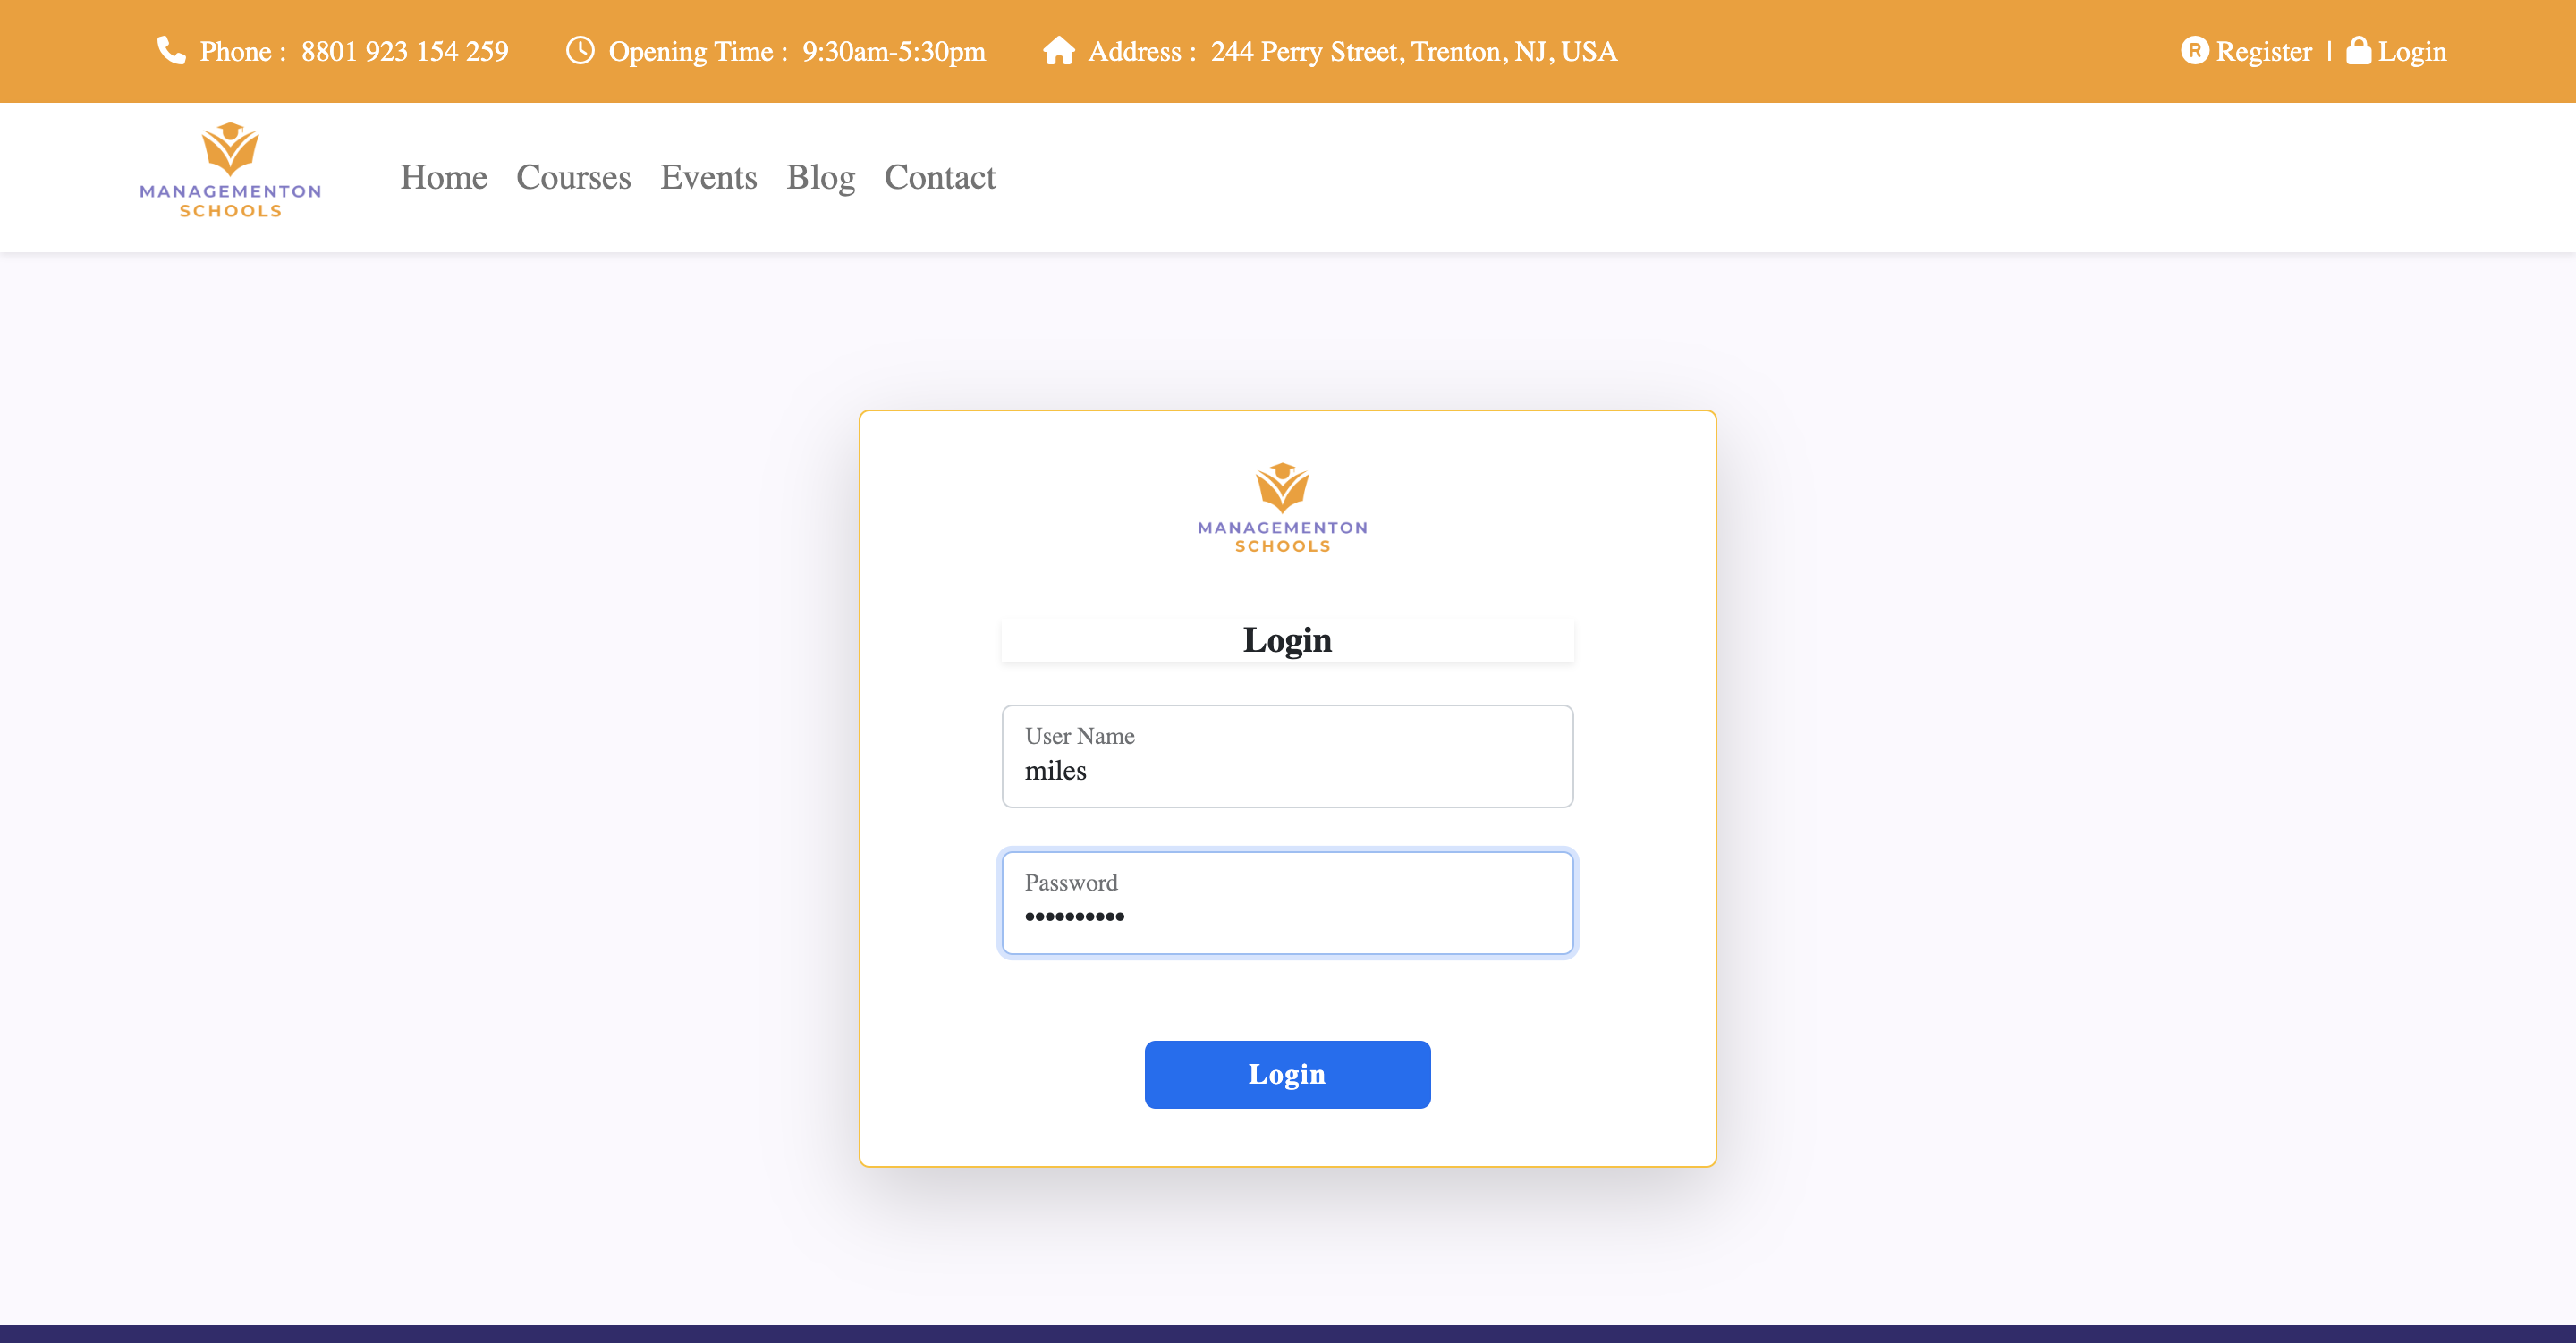 Phone : 8801 923 154 259 Opening Time : 9:30am-5:30pm Address : 244 Perry Street, Trenton, NJ, USA R Register | Login
MANAGEMENTON
SCHOOLS
Home Courses Events Blog Contact
MANAGEMENTON
SCHOOLS
Login
User Name
miles
Password
••••••••••
Login